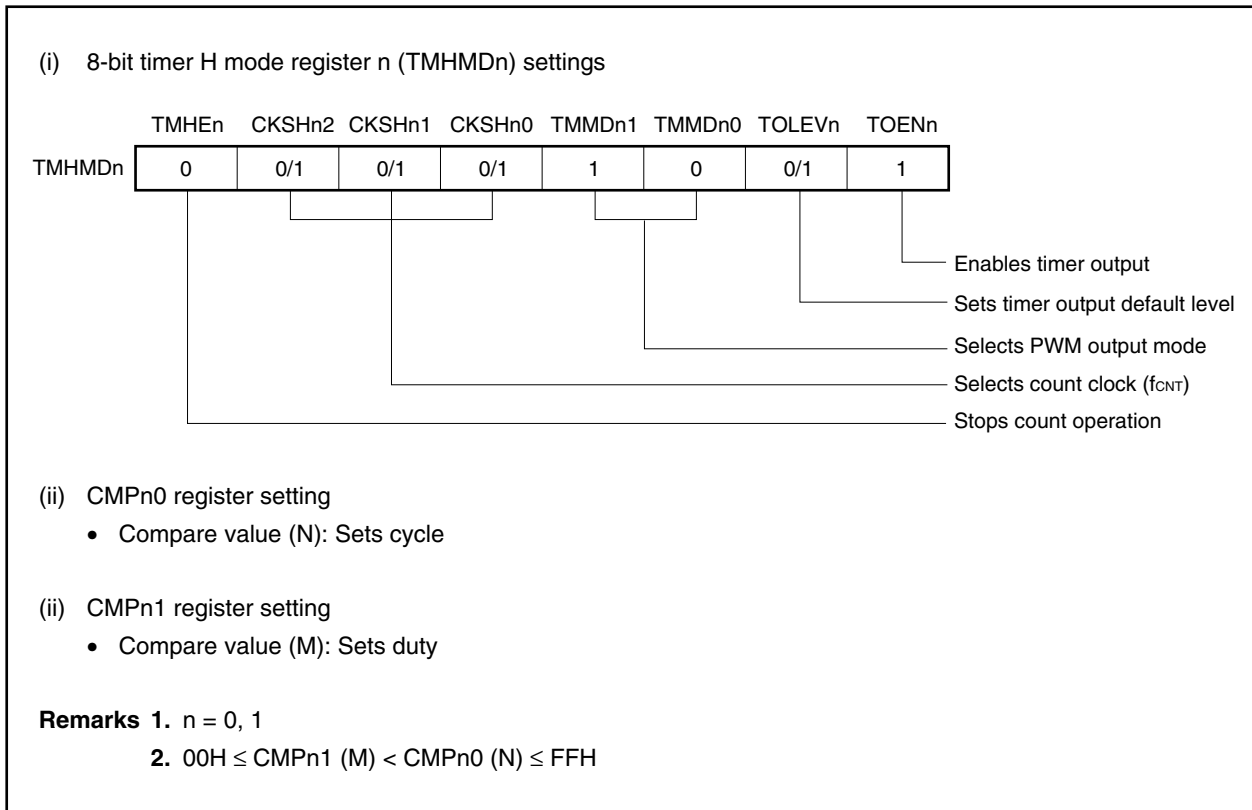 (i) 8-bit timer H mode register n (TMHMDn) settings
TMHEn CKSHn2 CKSHn1 CKSHn0 TMMDn1 TMMDn0 TOLEVn TOENn
TMHMDn 0 0/1 0/1 0/1 1 0 0/1 1
Enables timer output
Sets timer output default level
Selects PWM output mode
Selects count clock (fCNT)
Stops count operation
(ii) CMPn0 register setting
• Compare value (N): Sets cycle
(ii) CMPn1 register setting
• Compare value (M): Sets duty
Remarks 1. n = 0, 1
2. 00H ≤ CMPn1 (M) < CMPn0 (N) ≤ FFH